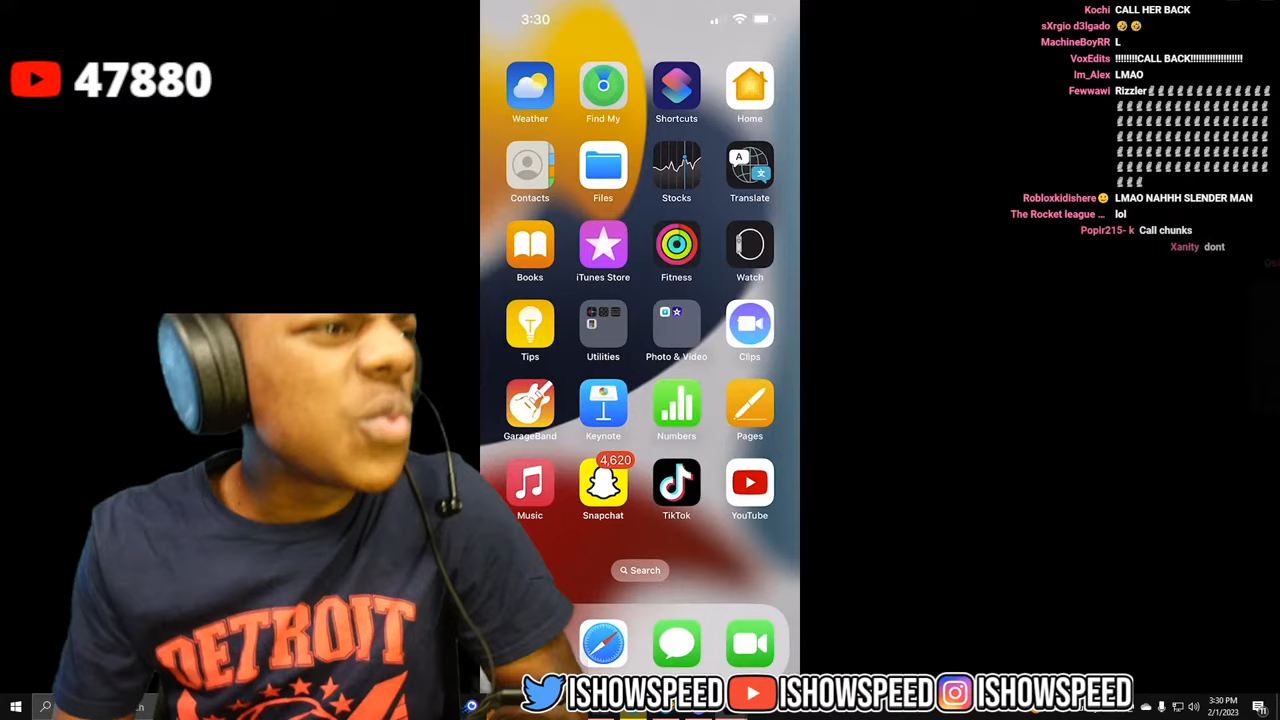 47880
3:30
Weather
Find My
Shortcuts
Home
Contacts
Files
Stocks
Translate
Books
iTunes Store
Fitness
Watch
Tips
Utilities
Photo & Video
Clips
GarageBand
Keynote
Numbers
Pages
4,620
Music
Snapchat
TikTok
YouTube
Search
DETROIT
Kochi CALL HER BACK
sXrgio d3lgado 🤣 🤣
MachineBoyRR L
VoxEdits !!!!!!!!CALL BACK!!!!!!!!!!!!!!!!!!!
Im_Alex LMAO
Fewwawi Rizzler
Robloxkidishere🙂 LMAO NAHHH SLENDER MAN
The Rocket league ... lol
Popir215- k Call chunks
Xanity dont
ISHOWSPEED ISHOWSPEED ISHOWSPEED
3:30 PM
2/1/2023